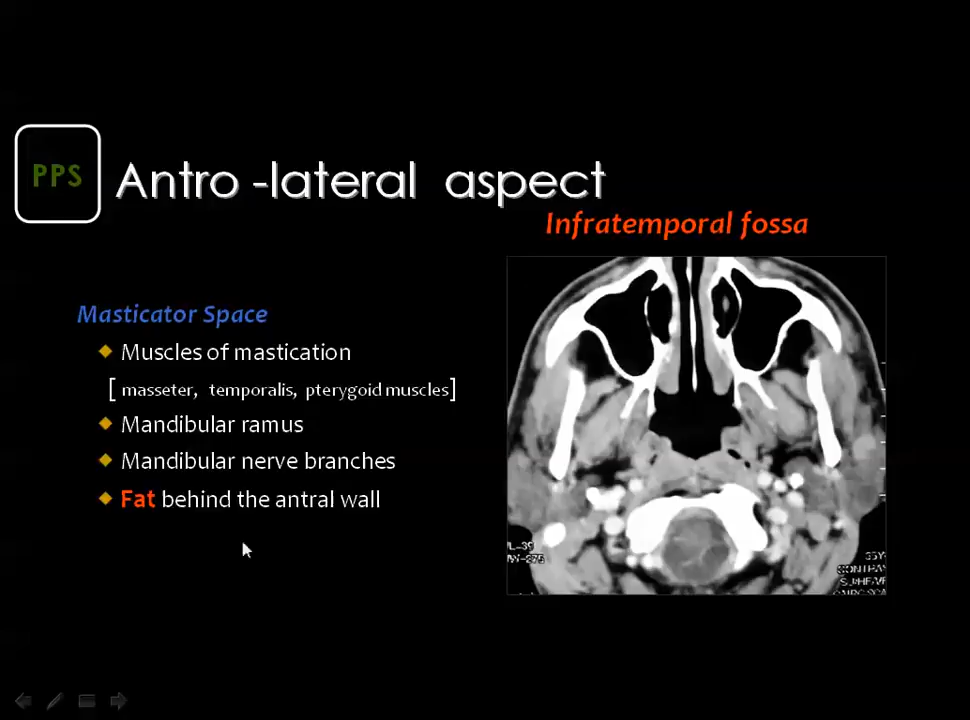 PPS
Antro -lateral aspect
Infratemporal fossa
Masticator Space
Muscles of mastication
[ masseter, temporalis, pterygoid muscles]
Mandibular ramus
Mandibular nerve branches
Fat behind the antral wall